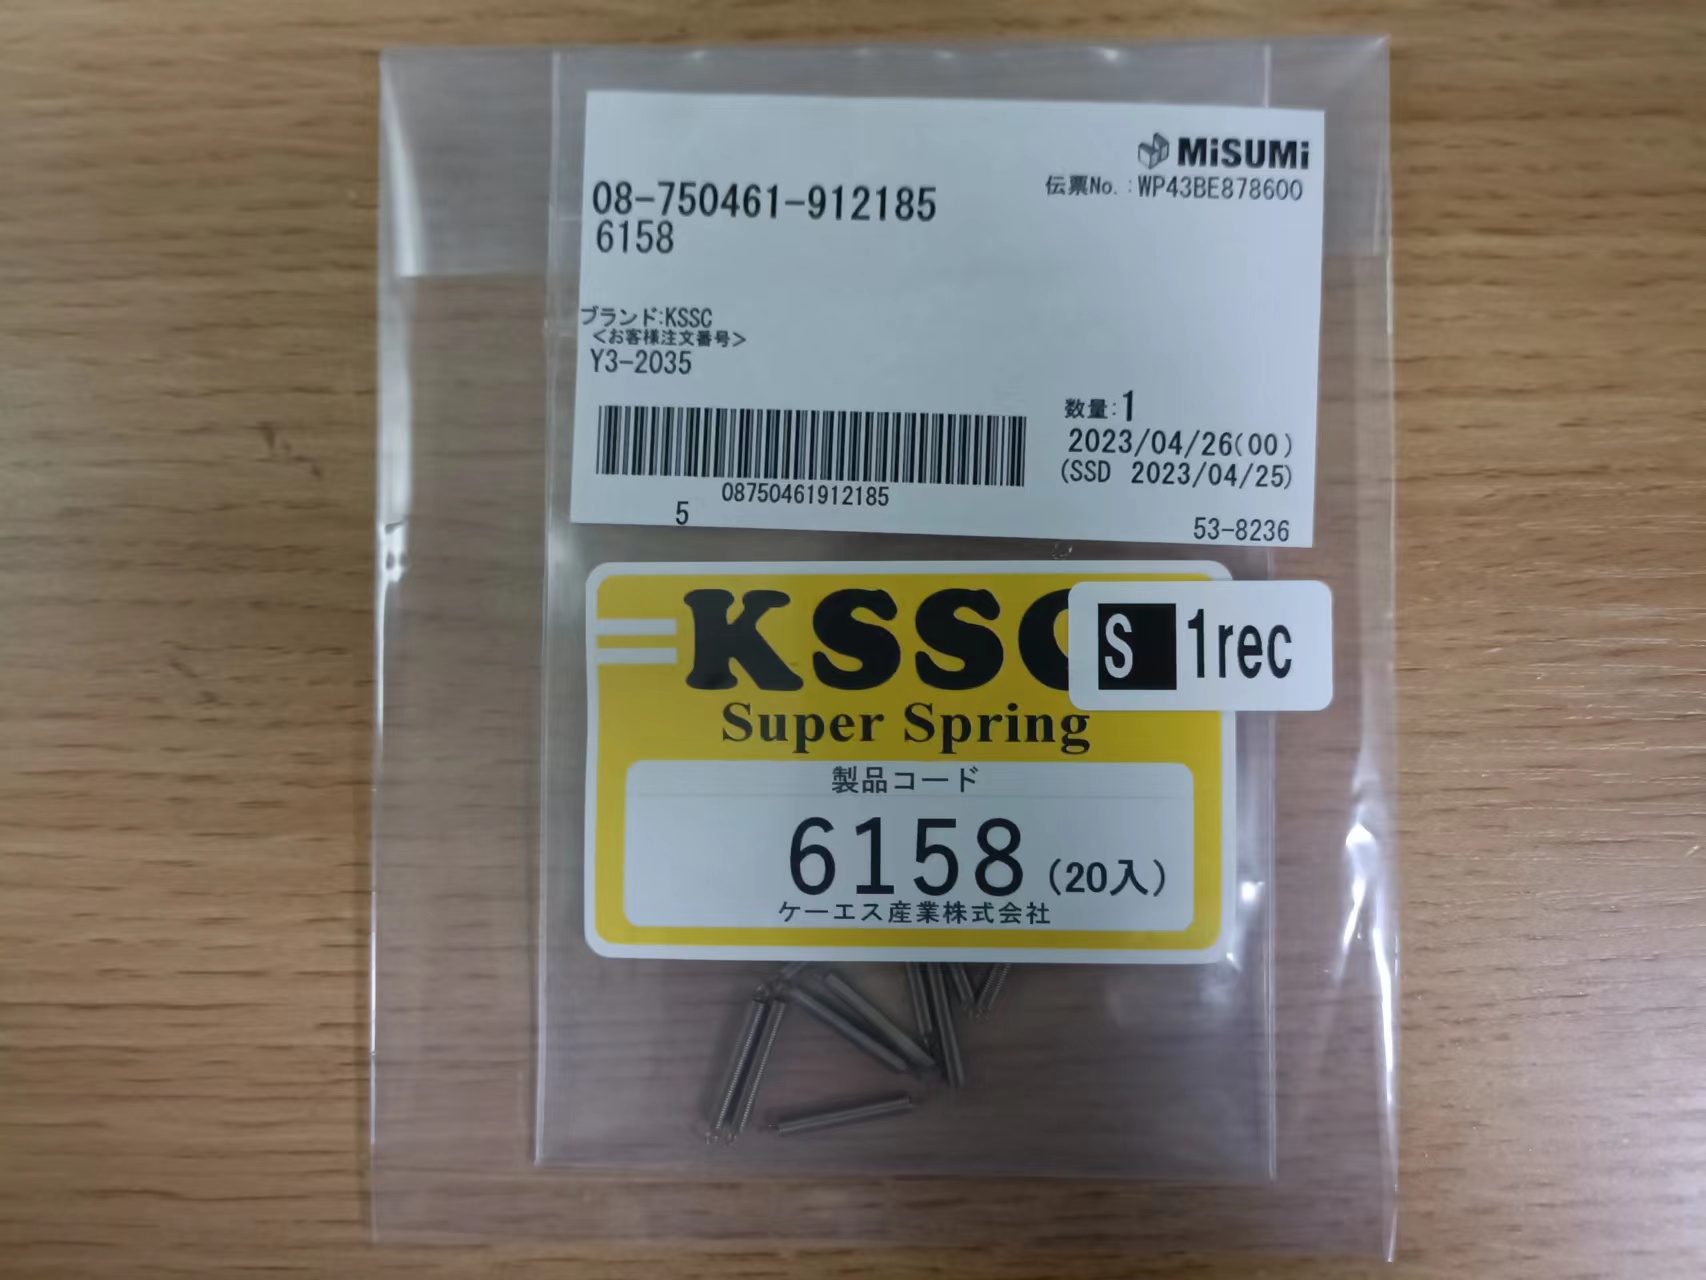 MiSUMi
伝票No.:WP43BE878600
08-750461-912185
6158
ブランド:KSSC
<お客様注文番号>
Y3-2035
数量:1
2023/04/26(00)
(SSD 2023/04/25)
08750461912185
5
53-8236
KSSC
S 1rec
Super Spring
製品コード
6158(20入)
ケーエス産業株式会社